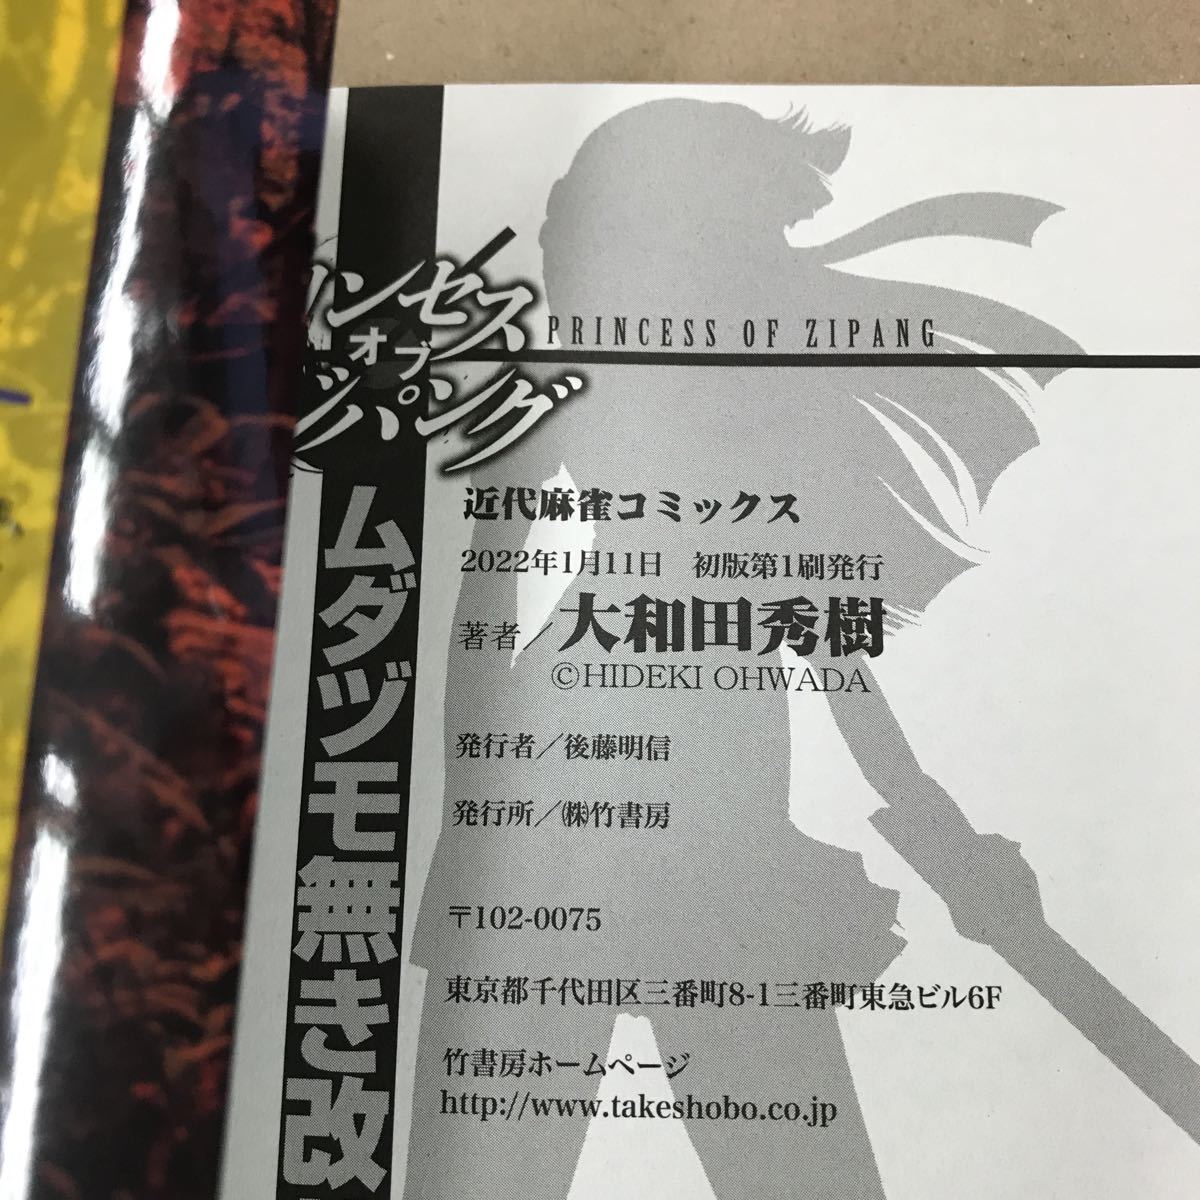 リンセス
オブ
ジパング
PRINCESS OF ZIPANG
ムダヅモ無き改
近代麻雀コミックス
2022年1月11日　初版第1刷発行
著者／大和田秀樹
©HIDEKI OHWADA
発行者／後藤明信
発行所／㈱竹書房
〒102-0075
東京都千代田区三番町8-1三番町東急ビル6F
竹書房ホームページ
http://www.takeshobo.co.jp